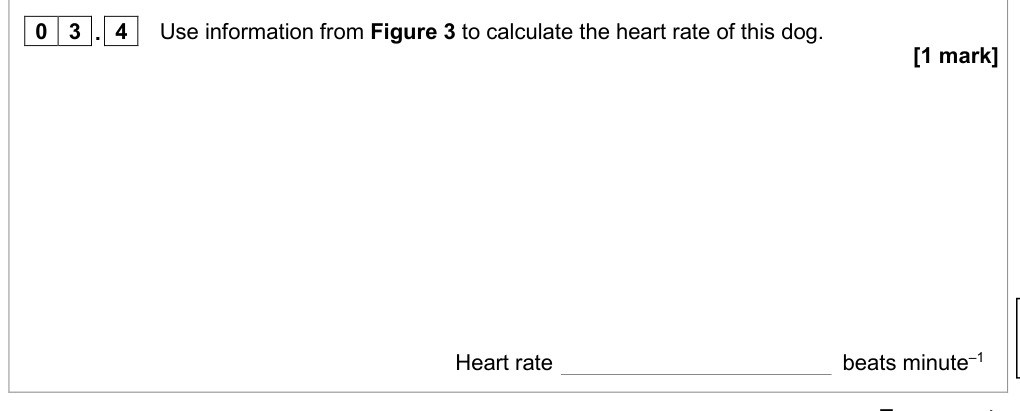 0 3 . 4 Use information from Figure 3 to calculate the heart rate of this dog.
[1 mark]
Heart rate ____________________ beats minute⁻¹